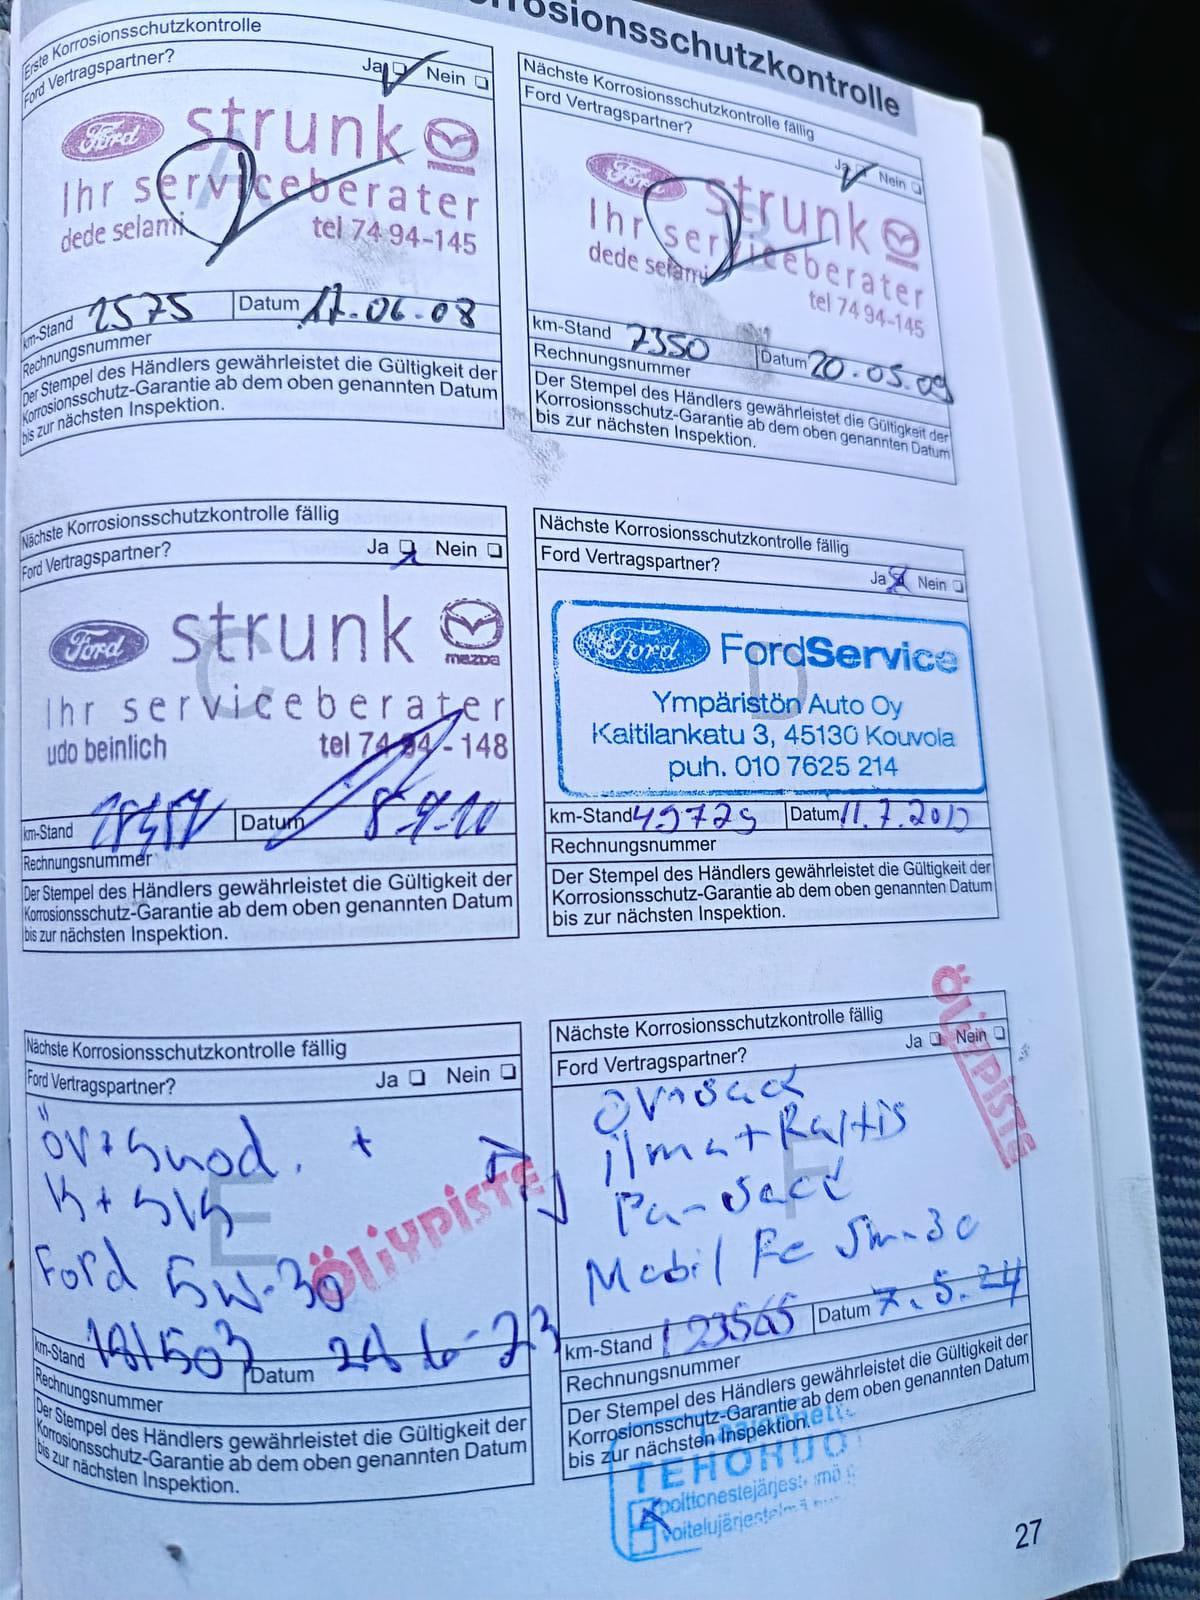 Korrosionsschutzkontrolle
Erste Korrosionsschutzkontrolle
Ford Vertragspartner? Ja Nein
Ford strunk mazda
Ihr serviceberater
dede selami tel 74 94-145
km-Stand 1575 Datum 17.06.08
Rechnungsnummer
Der Stempel des Händlers gewährleistet die Gültigkeit der
Korrosionsschutz-Garantie ab dem oben genannten Datum
bis zur nächsten Inspektion.
Nächste Korrosionsschutzkontrolle fällig
Ford Vertragspartner?
Ja Nein
Ford strunk
Ihr serviceberater
dede selami
tel 74 94-145
km-Stand 7350 Datum 20.05.09
Rechnungsnummer
Der Stempel des Händlers gewährleistet die Gültigkeit der
Korrosionsschutz-Garantie ab dem oben genannten Datum
bis zur nächsten Inspektion.
Nächste Korrosionsschutzkontrolle fällig
Ford Vertragspartner? Ja Nein
C
Ford strunk mazda
Ihr serviceberater
udo beinlich tel 74 94-148
km-Stand Datum
Rechnungsnummer
Der Stempel des Händlers gewährleistet die Gültigkeit der
Korrosionsschutz-Garantie ab dem oben genannten Datum
bis zur nächsten Inspektion.
Nächste Korrosionsschutzkontrolle fällig
Ford Vertragspartner?
Ja Nein
D
Ford FordService
Ympäristön Auto Oy
Kaltilankatu 3, 45130 Kouvola
puh. 010 7625 214
km-Stand Datum
Rechnungsnummer
Der Stempel des Händlers gewährleistet die Gültigkeit der
Korrosionsschutz-Garantie ab dem oben genannten Datum
bis zur nächsten Inspektion.
Nächste Korrosionsschutzkontrolle fällig
Ford Vertragspartner? Ja Nein
E
Ford 5W-30
ÖLJYPISTE
km-Stand Datum
Rechnungsnummer
Der Stempel des Händlers gewährleistet die Gültigkeit der
Korrosionsschutz-Garantie ab dem oben genannten Datum
bis zur nächsten Inspektion.
Nächste Korrosionsschutzkontrolle fällig
Ford Vertragspartner? Ja Nein
ÖLJYPISTE
F
ilma + Raitis
Mobil
km-Stand 123565 Datum 7.5.24
Rechnungsnummer
Der Stempel des Händlers gewährleistet die Gültigkeit der
Korrosionsschutz-Garantie ab dem oben genannten Datum
bis zur nächsten Inspektion.
27